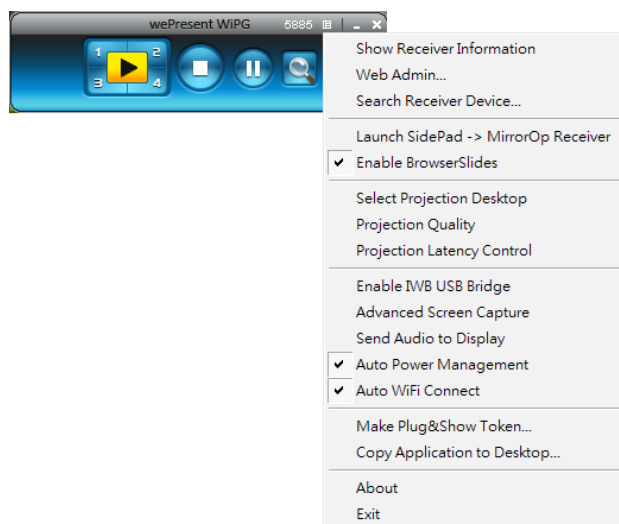 wePresent WiPG 5885
1 2
3 4
Show Receiver Information
Web Admin...
Search Receiver Device...
Launch SidePad -> MirrorOp Receiver
Enable BrowserSlides
Select Projection Desktop
Projection Quality
Projection Latency Control
Enable IWB USB Bridge
Advanced Screen Capture
Send Audio to Display
Auto Power Management
Auto WiFi Connect
Make Plug&Show Token...
Copy Application to Desktop...
About
Exit